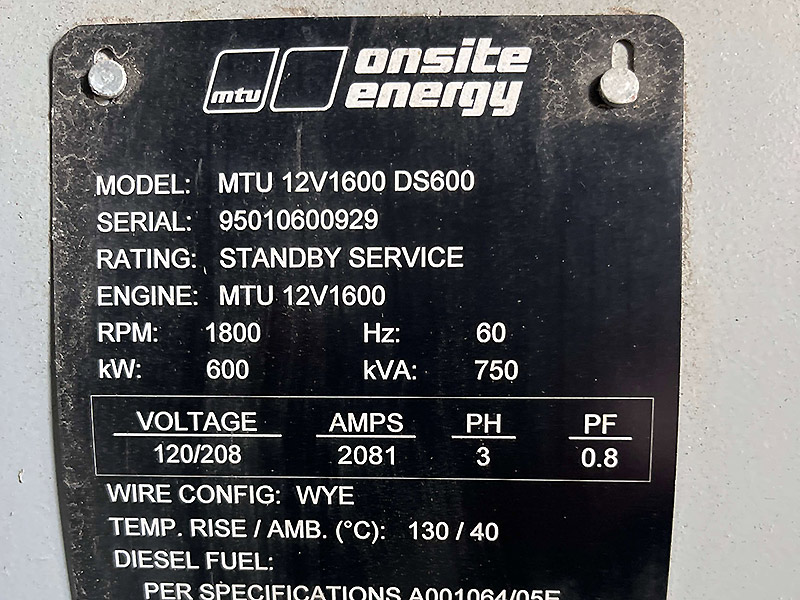 mtu onsite
energy
MODEL: MTU 12V1600 DS600
SERIAL: 95010600929
RATING: STANDBY SERVICE
ENGINE: MTU 12V1600
RPM: 1800 Hz: 60
kW: 600 kVA: 750
VOLTAGE AMPS PH PF
120/208 2081 3 0.8
WIRE CONFIG: WYE
TEMP. RISE / AMB. (°C): 130 / 40
DIESEL FUEL:
PER SPECIFICATIONS